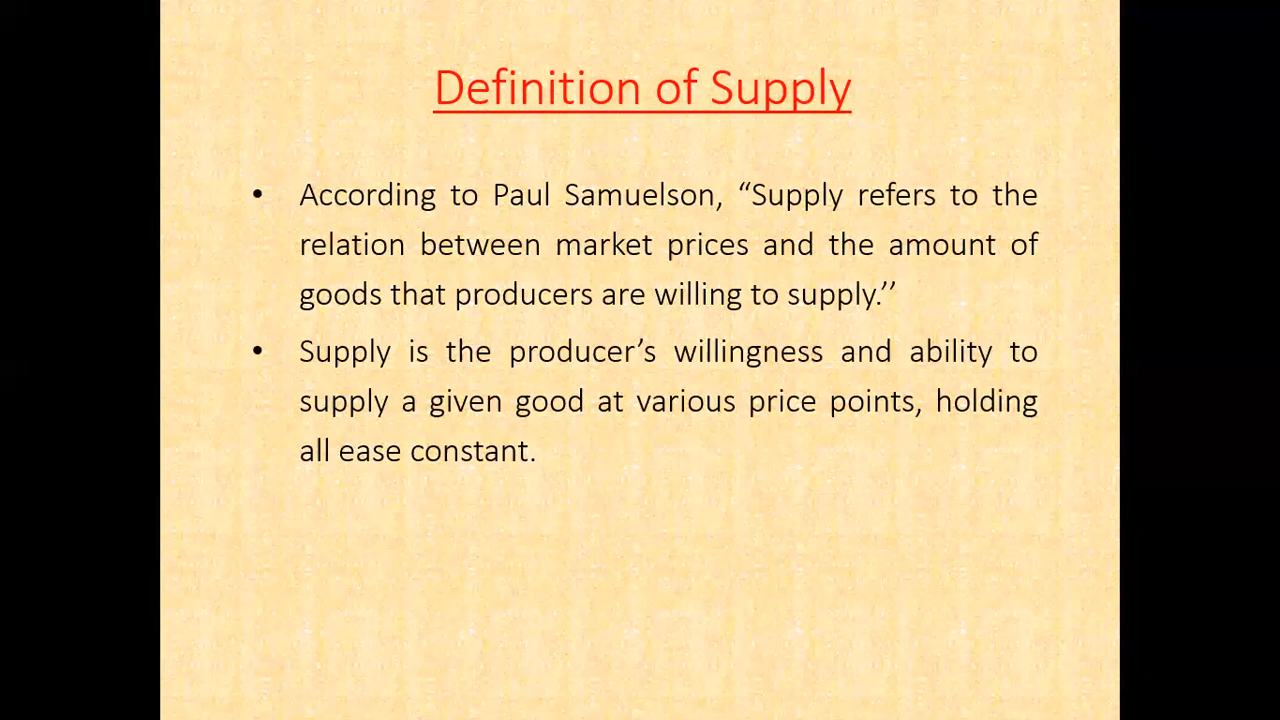 Definition of Supply
• According to Paul Samuelson, “Supply refers to the
relation between market prices and the amount of
goods that producers are willing to supply.’’
• Supply is the producer’s willingness and ability to
supply a given good at various price points, holding
all ease constant.